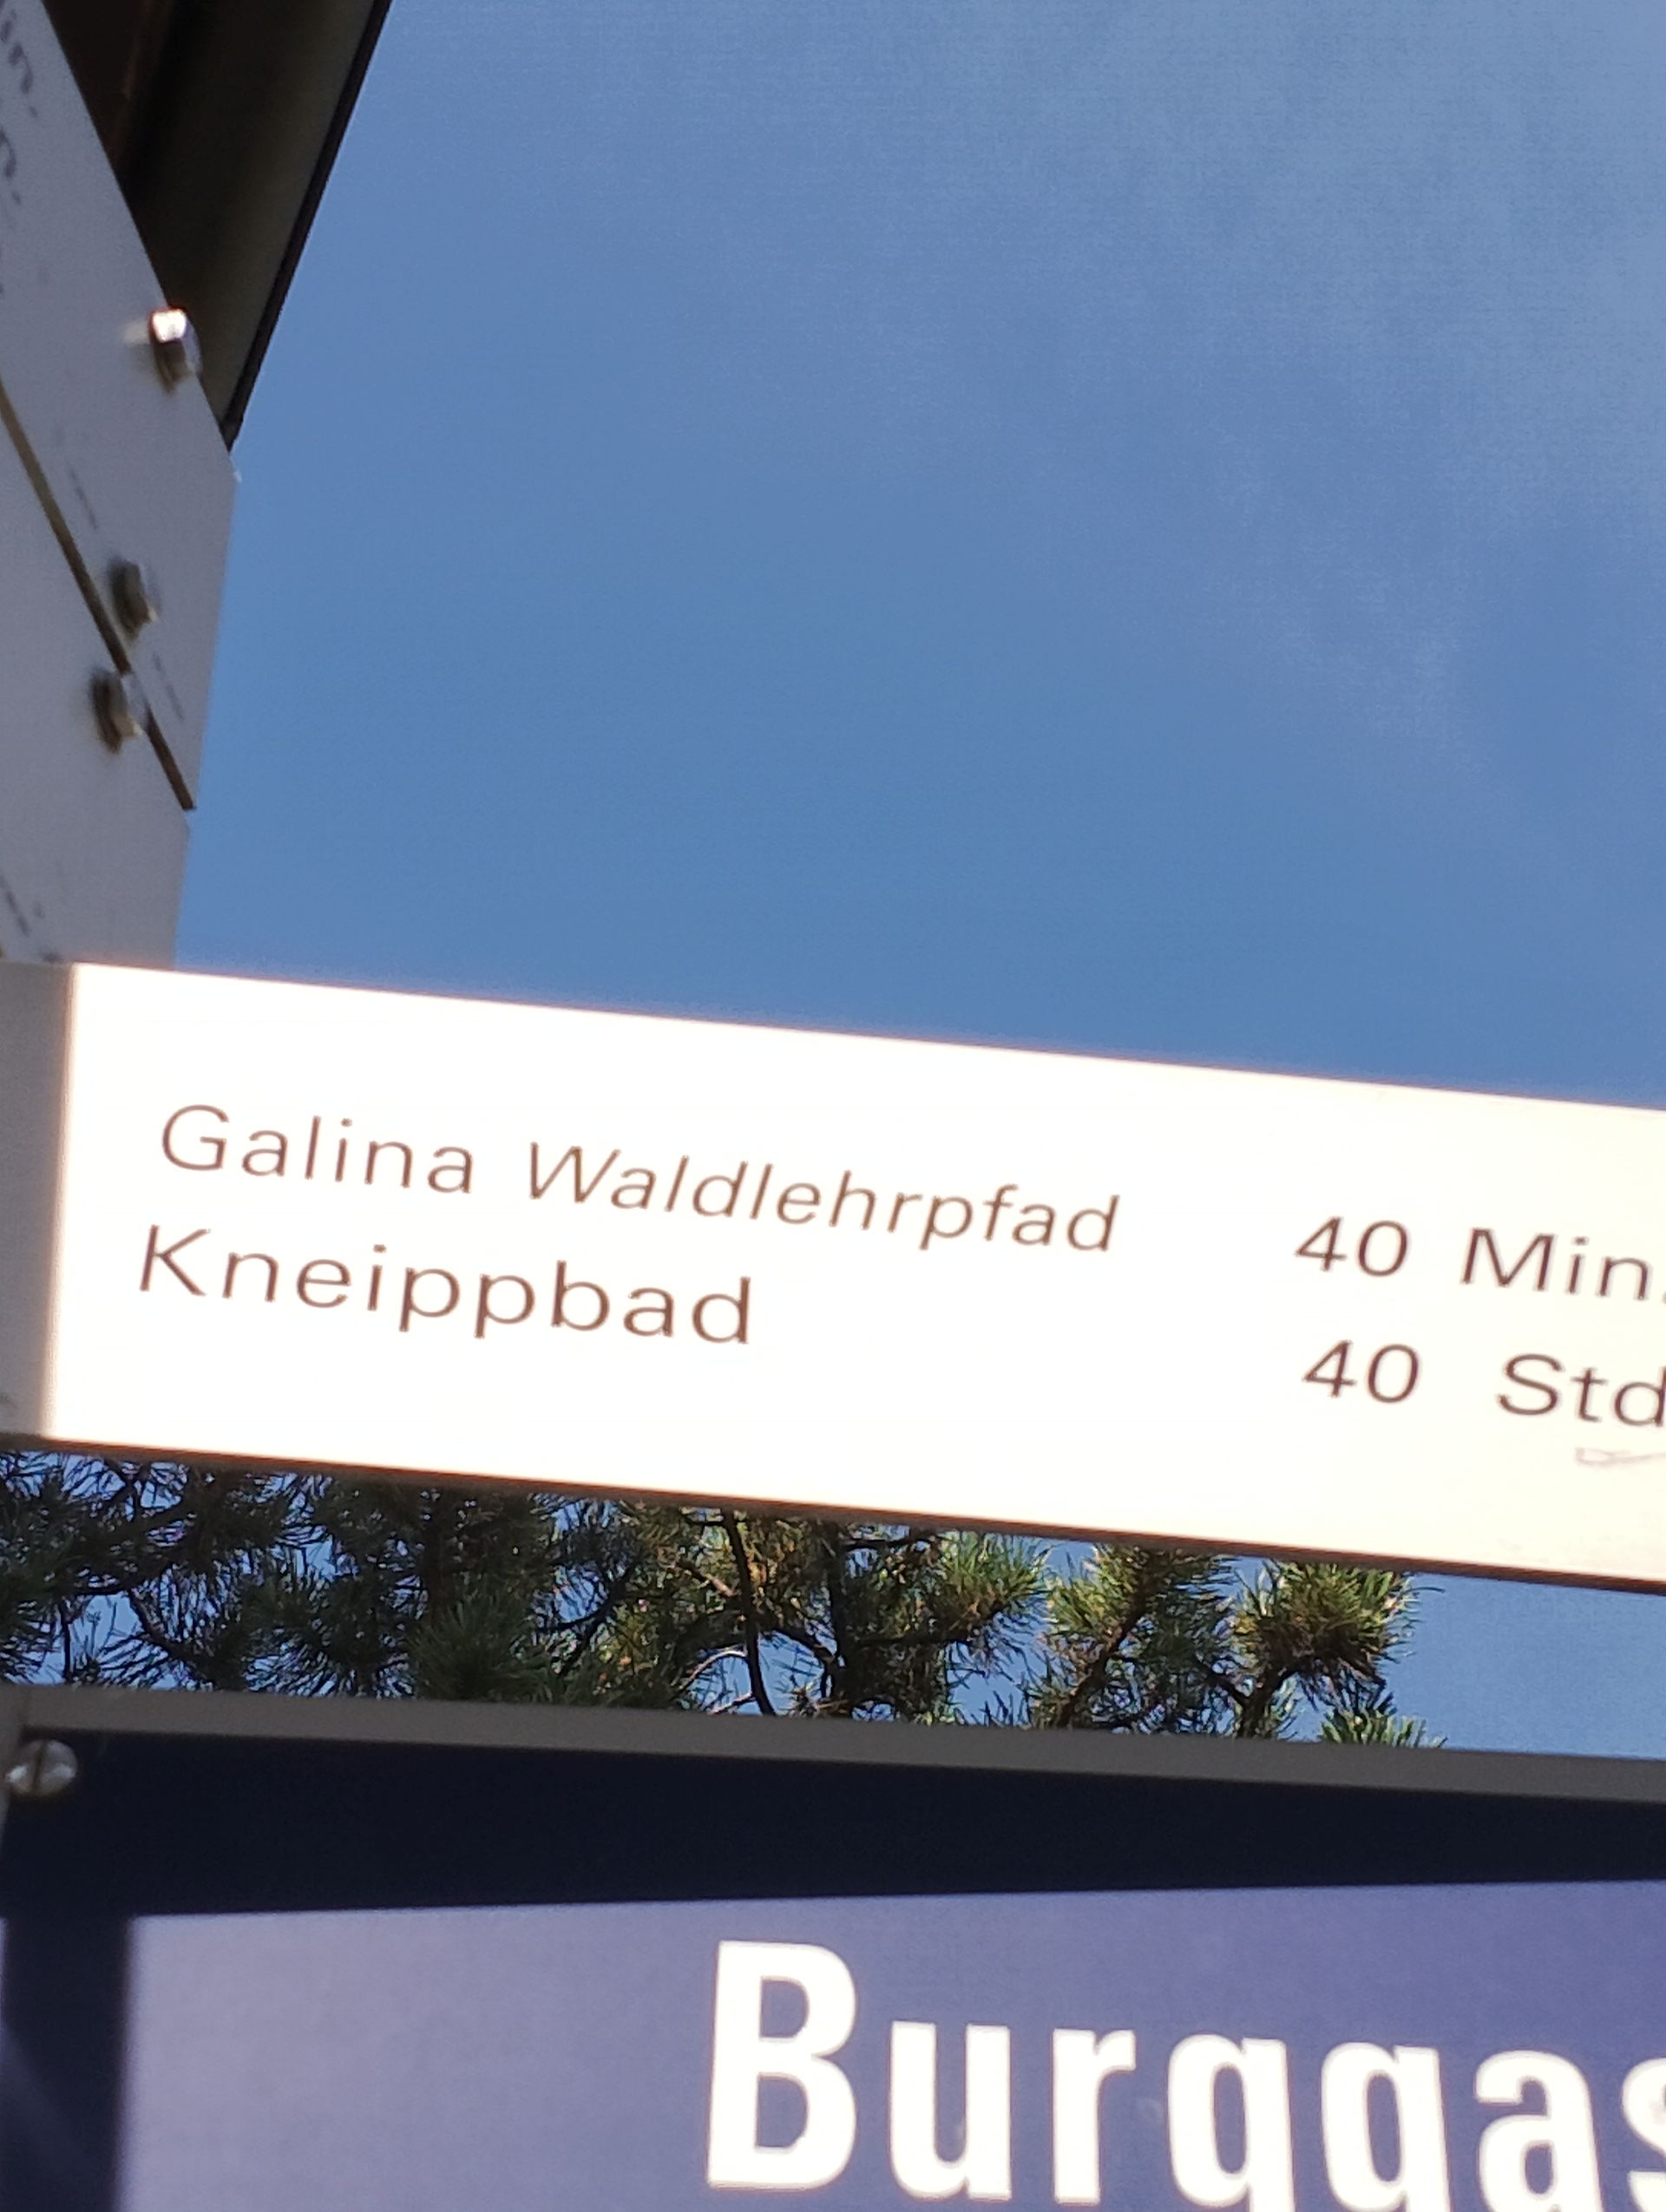 Galina Waldlehrpfad 40 Min.
Kneippbad 40 Std
Burggas